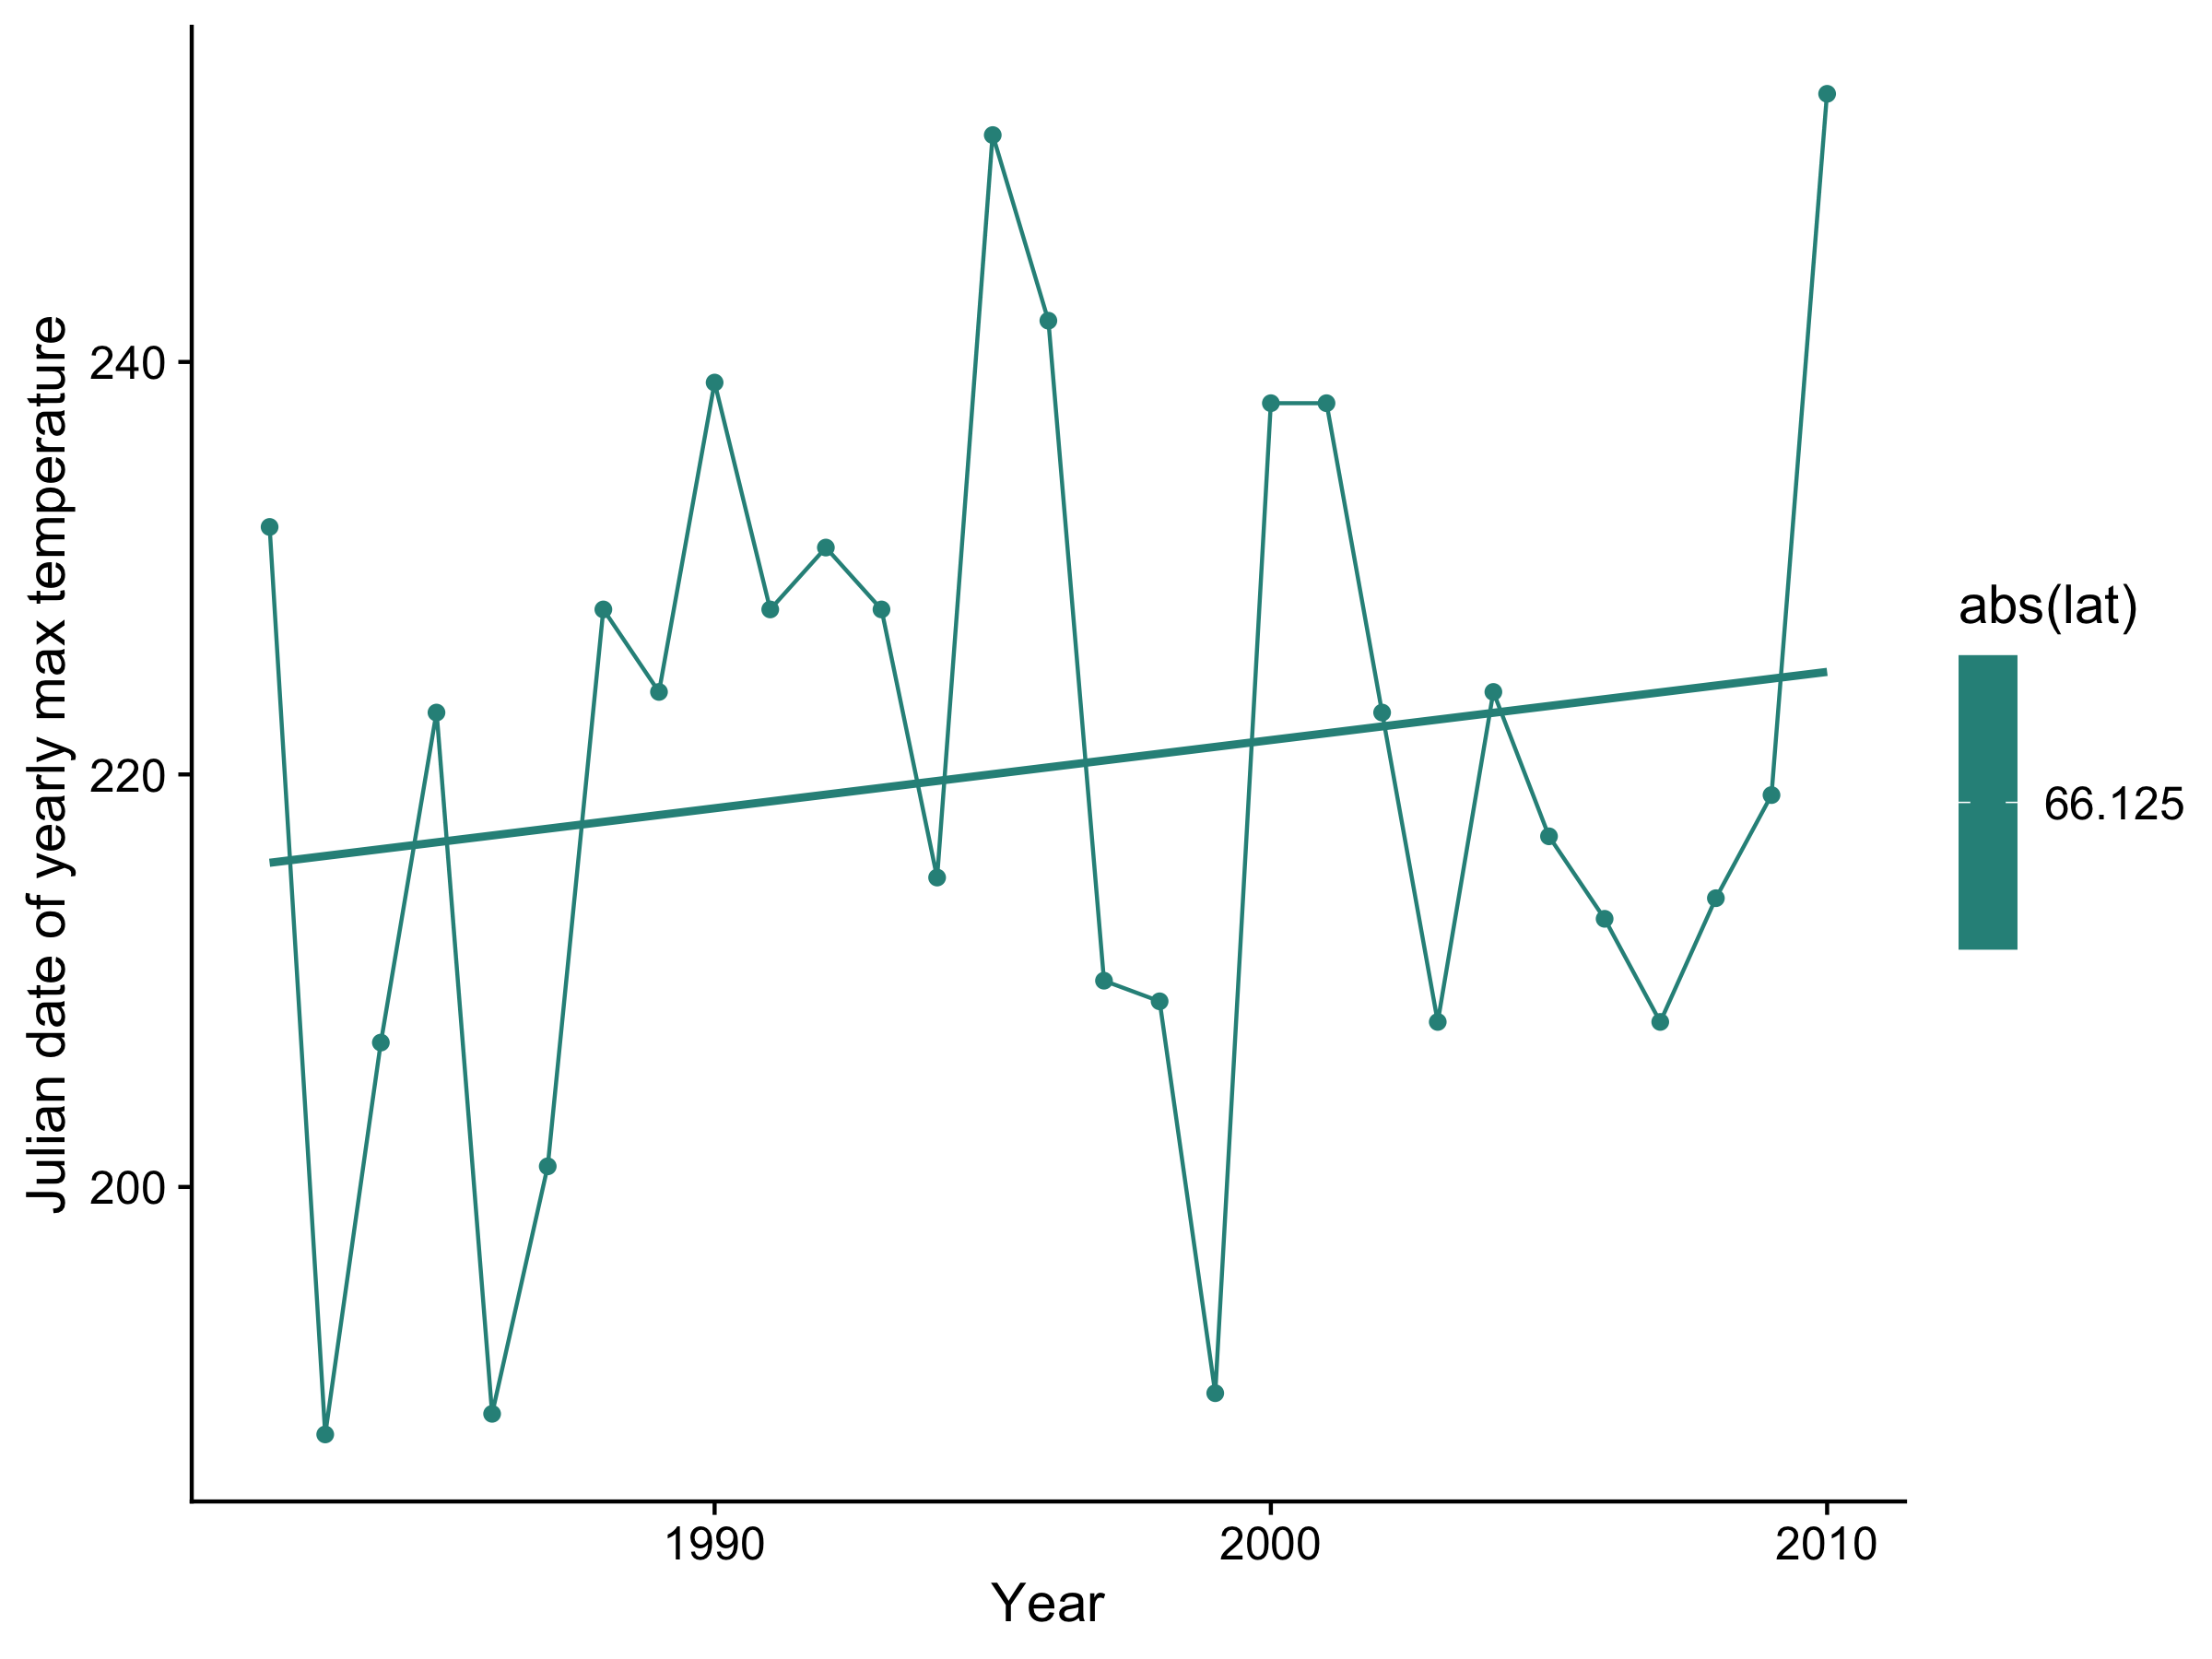 Julian date of yearly max temperature
240
220
200
1990
2000
2010
Year
abs(lat)
66.125